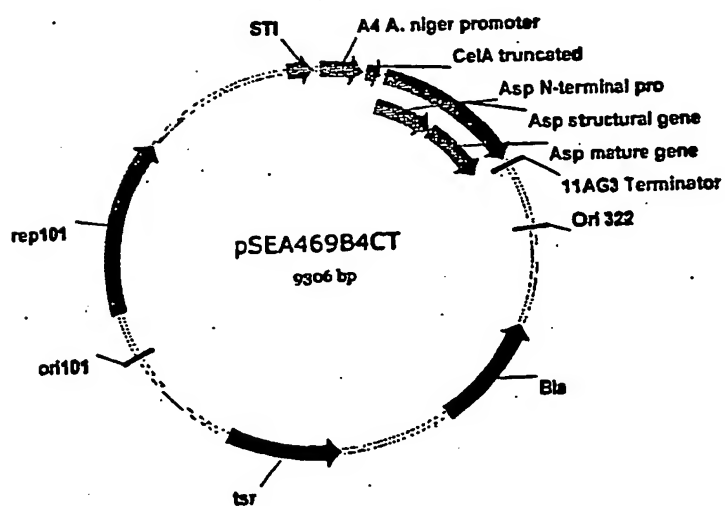 STI
A4 A. niger promoter
CelA truncated
Asp N-terminal pro
Asp structural gene
Asp mature gene
11AG3 Terminator
Ori 322
rep101
pSEA469B4CT
9306 bp
ori101
Bla
tsr